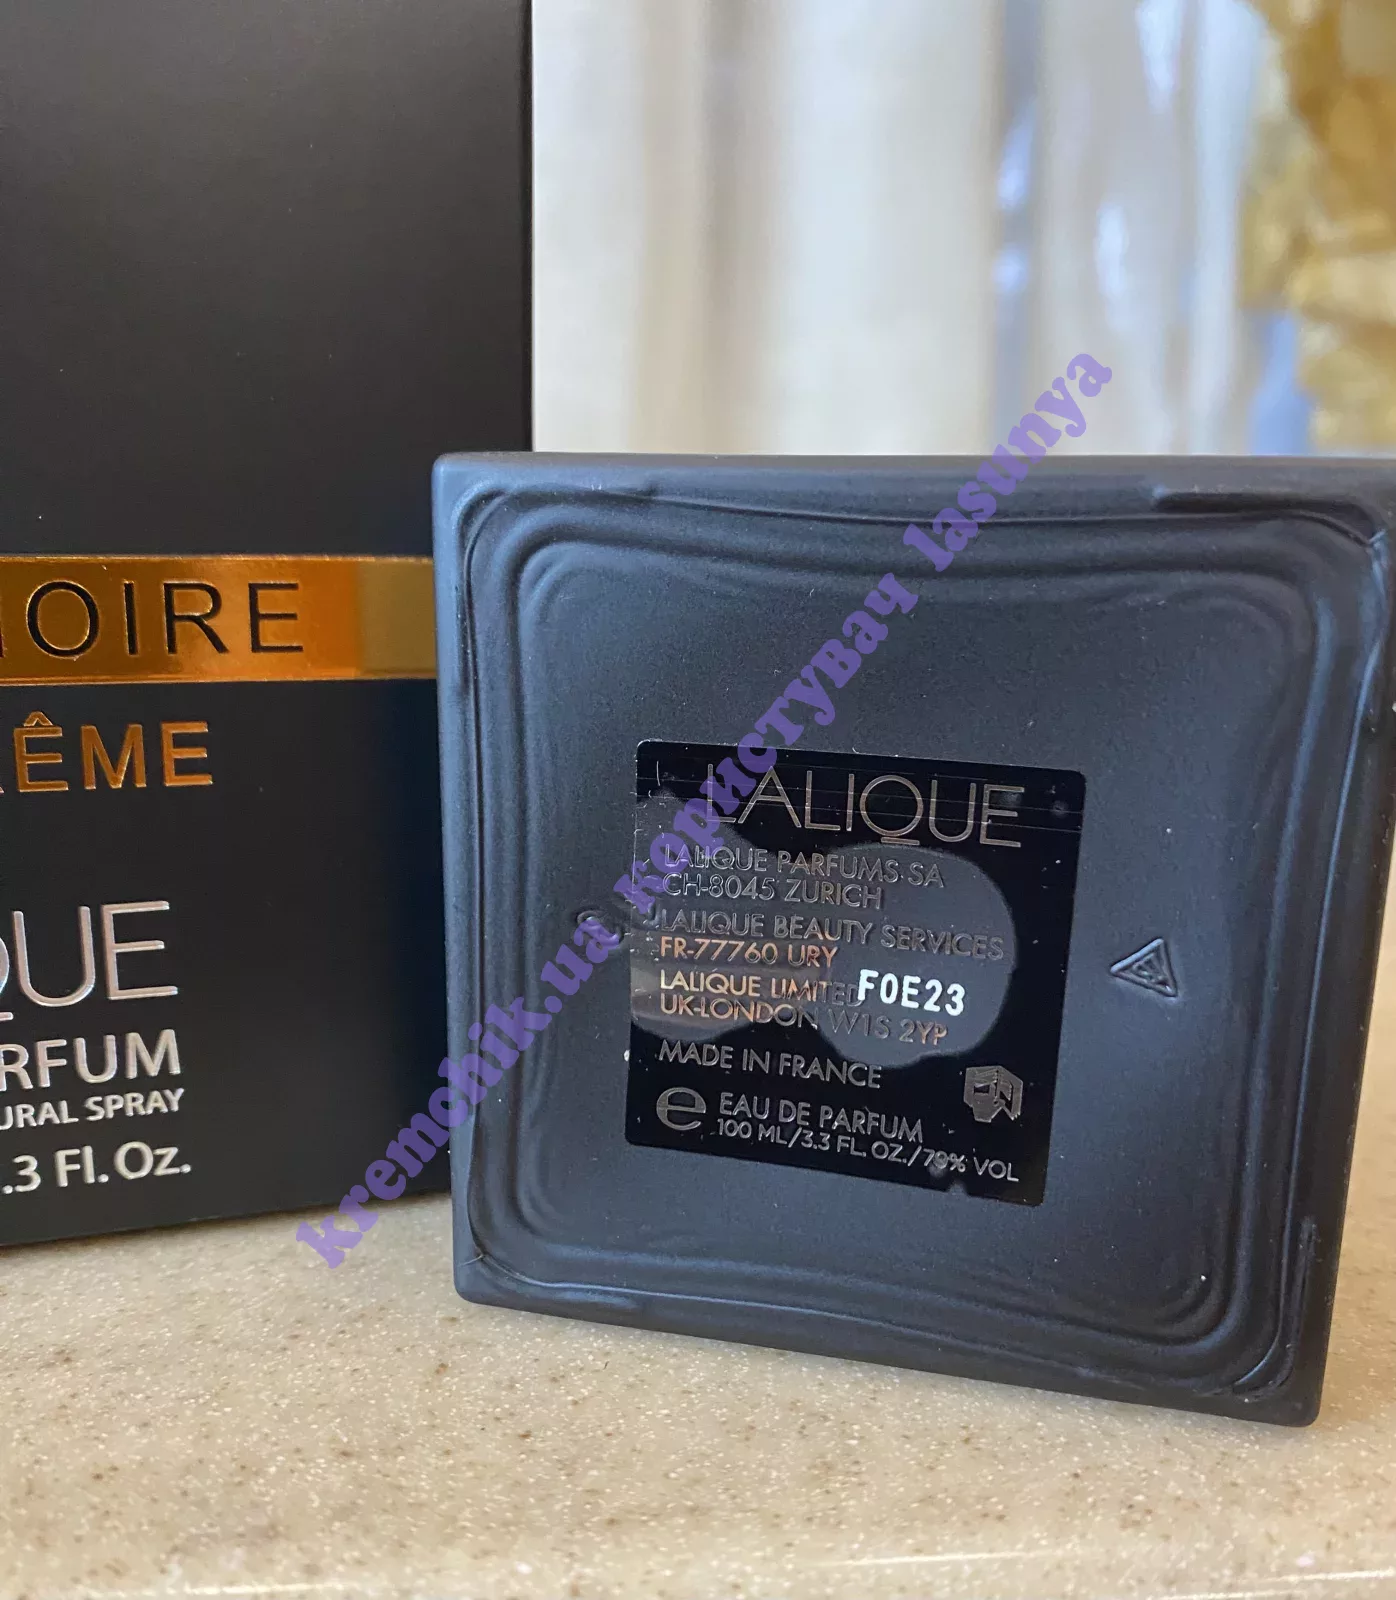 OIRE
ÊME
QUE
RFUM
URAL SPRAY
.3 Fl. Oz.
LALIQUE
LALIQUE PARFUMS SA
CH-8045 ZURICH
LALIQUE BEAUTY SERVICES
FR-77760 URY
LALIQUE LIMITED F0E23
UK-LONDON W1S 2YP
MADE IN FRANCE
e EAU DE PARFUM
100 ML/3.3 FL. OZ./79% VOL
kremchik.ua користувач lasunya